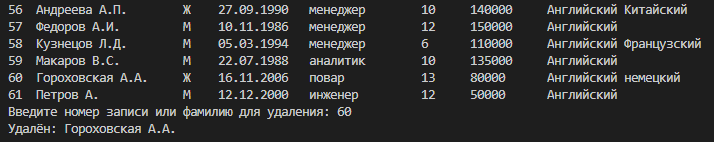 56 Андреева А.П. Ж 27.09.1990 менеджер 10 140000 Английский Китайский
57 Федоров А.И. М 10.11.1986 менеджер 12 150000 Английский
58 Кузнецов Л.Д. М 05.03.1994 менеджер 6 110000 Английский Французский
59 Макаров В.С. М 22.07.1988 аналитик 10 135000 Английский
60 Гороховская А.А. Ж 16.11.2006 повар 13 80000 Английский немецкий
61 Петров А. М 12.12.2000 инженер 12 50000 Английский
Введите номер записи или фамилию для удаления: 60
Удалён: Гороховская А.А.